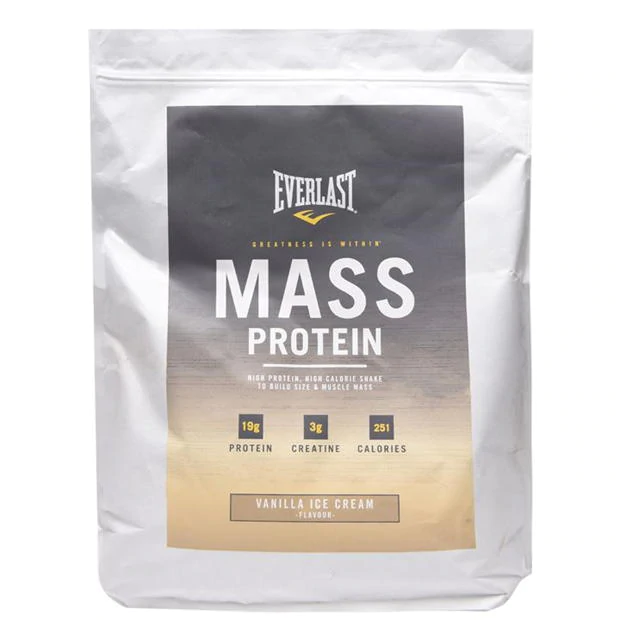 EVERLAST
GREATNESS IS WITHIN
MASS
PROTEIN
HIGH PROTEIN, HIGH CALORIE SHAKE
TO BUILD SIZE & MUSCLE MASS
19g 3g 251
PROTEIN CREATINE CALORIES
VANILLA ICE CREAM
-FLAVOUR-